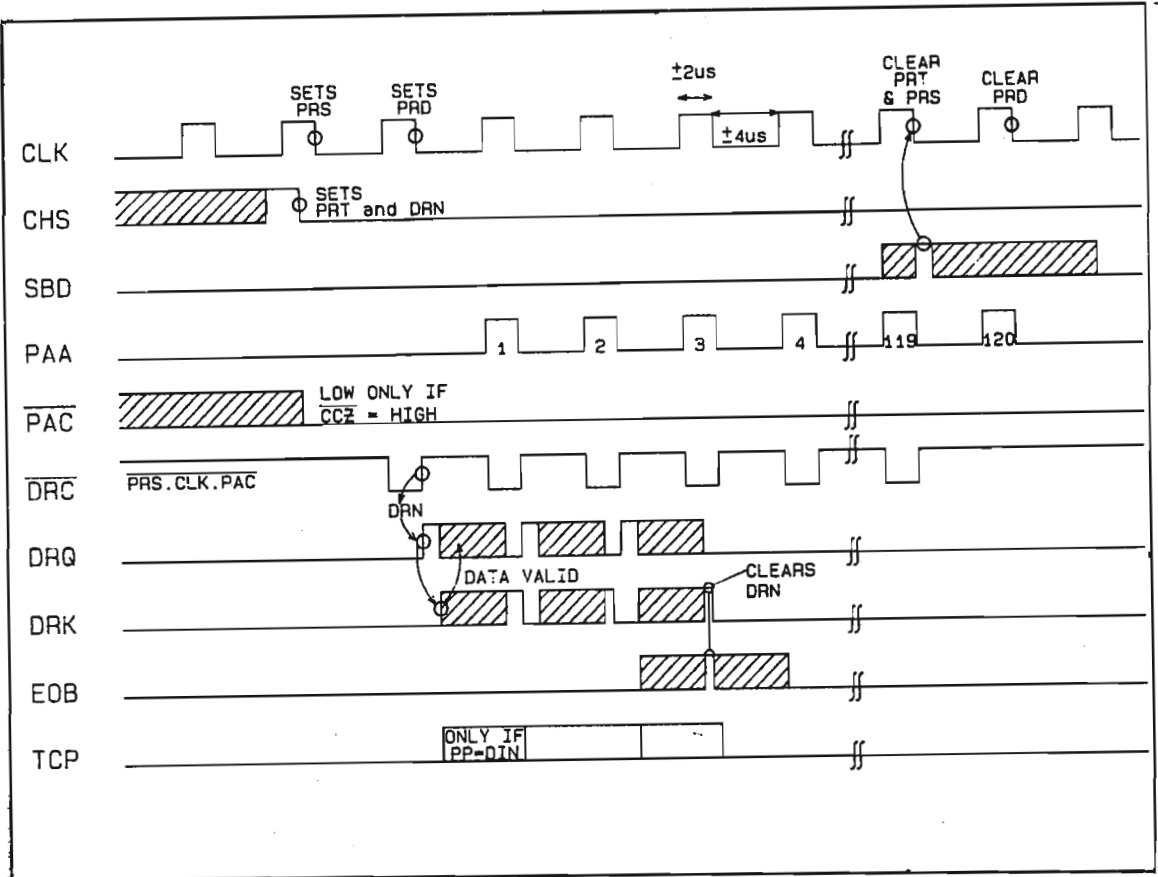 ±2us
CLEAR
PRT
& PRS
CLEAR
PRD
SETS
PRS
SETS
PRD
±4us
CLK
SETS
PRT and DRN
CHS
SBD
PAA
1
2
3
4
119
120
LOW ONLY IF
CCZ = HIGH
PAC
PRS.CLK.PAC
DRC
DRN
DRQ
DATA VALID
CLEARS
DRN
DRK
EOB
ONLY IF
PP=DIN
TCP